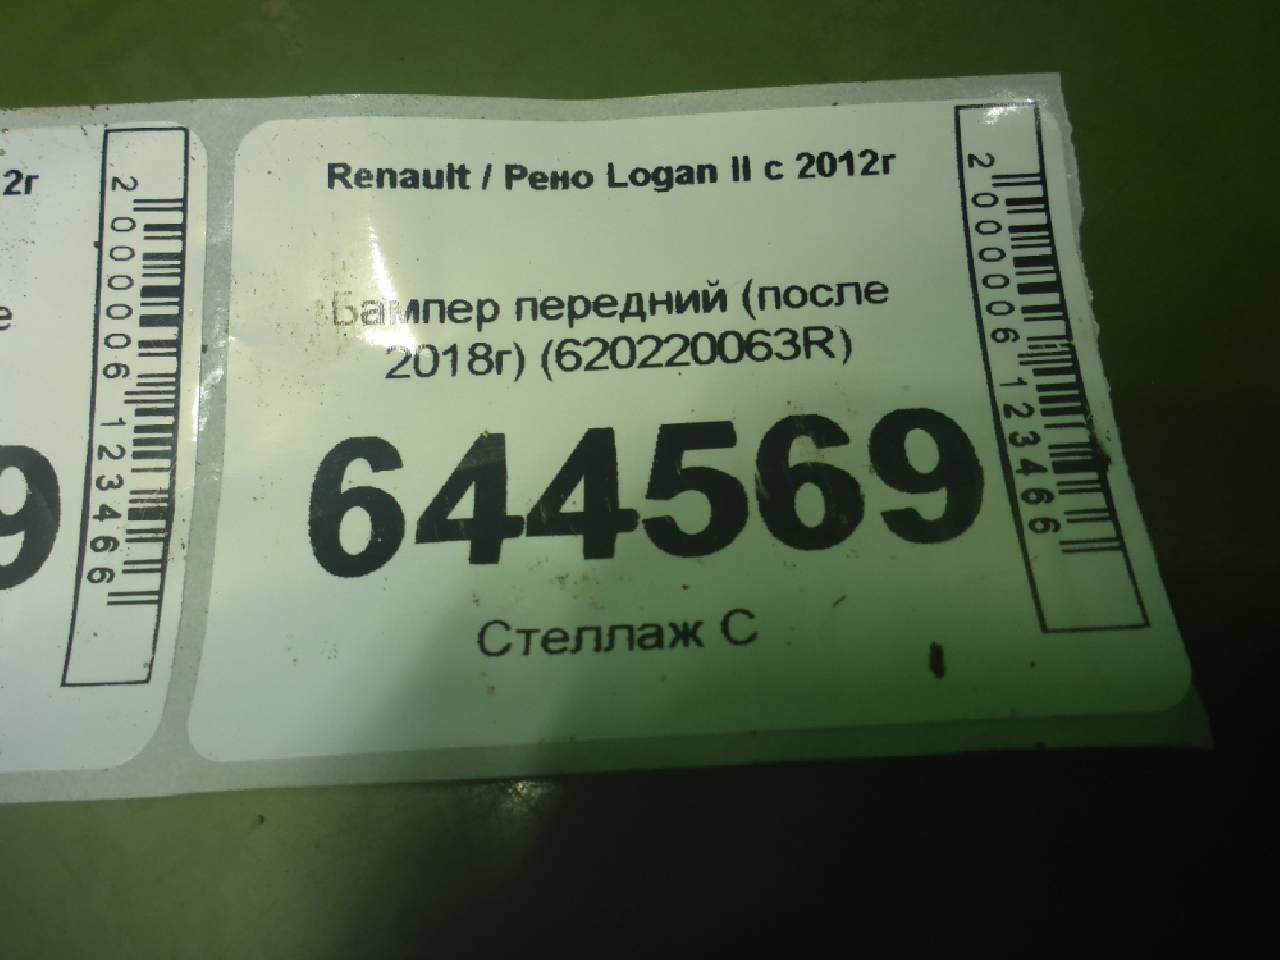 2г
е
9
2000006123466
Renault / Рено Logan II с 2012г
Бампер передний (после
2018г) (620220063R)
644569
Стеллаж С
2000006123466